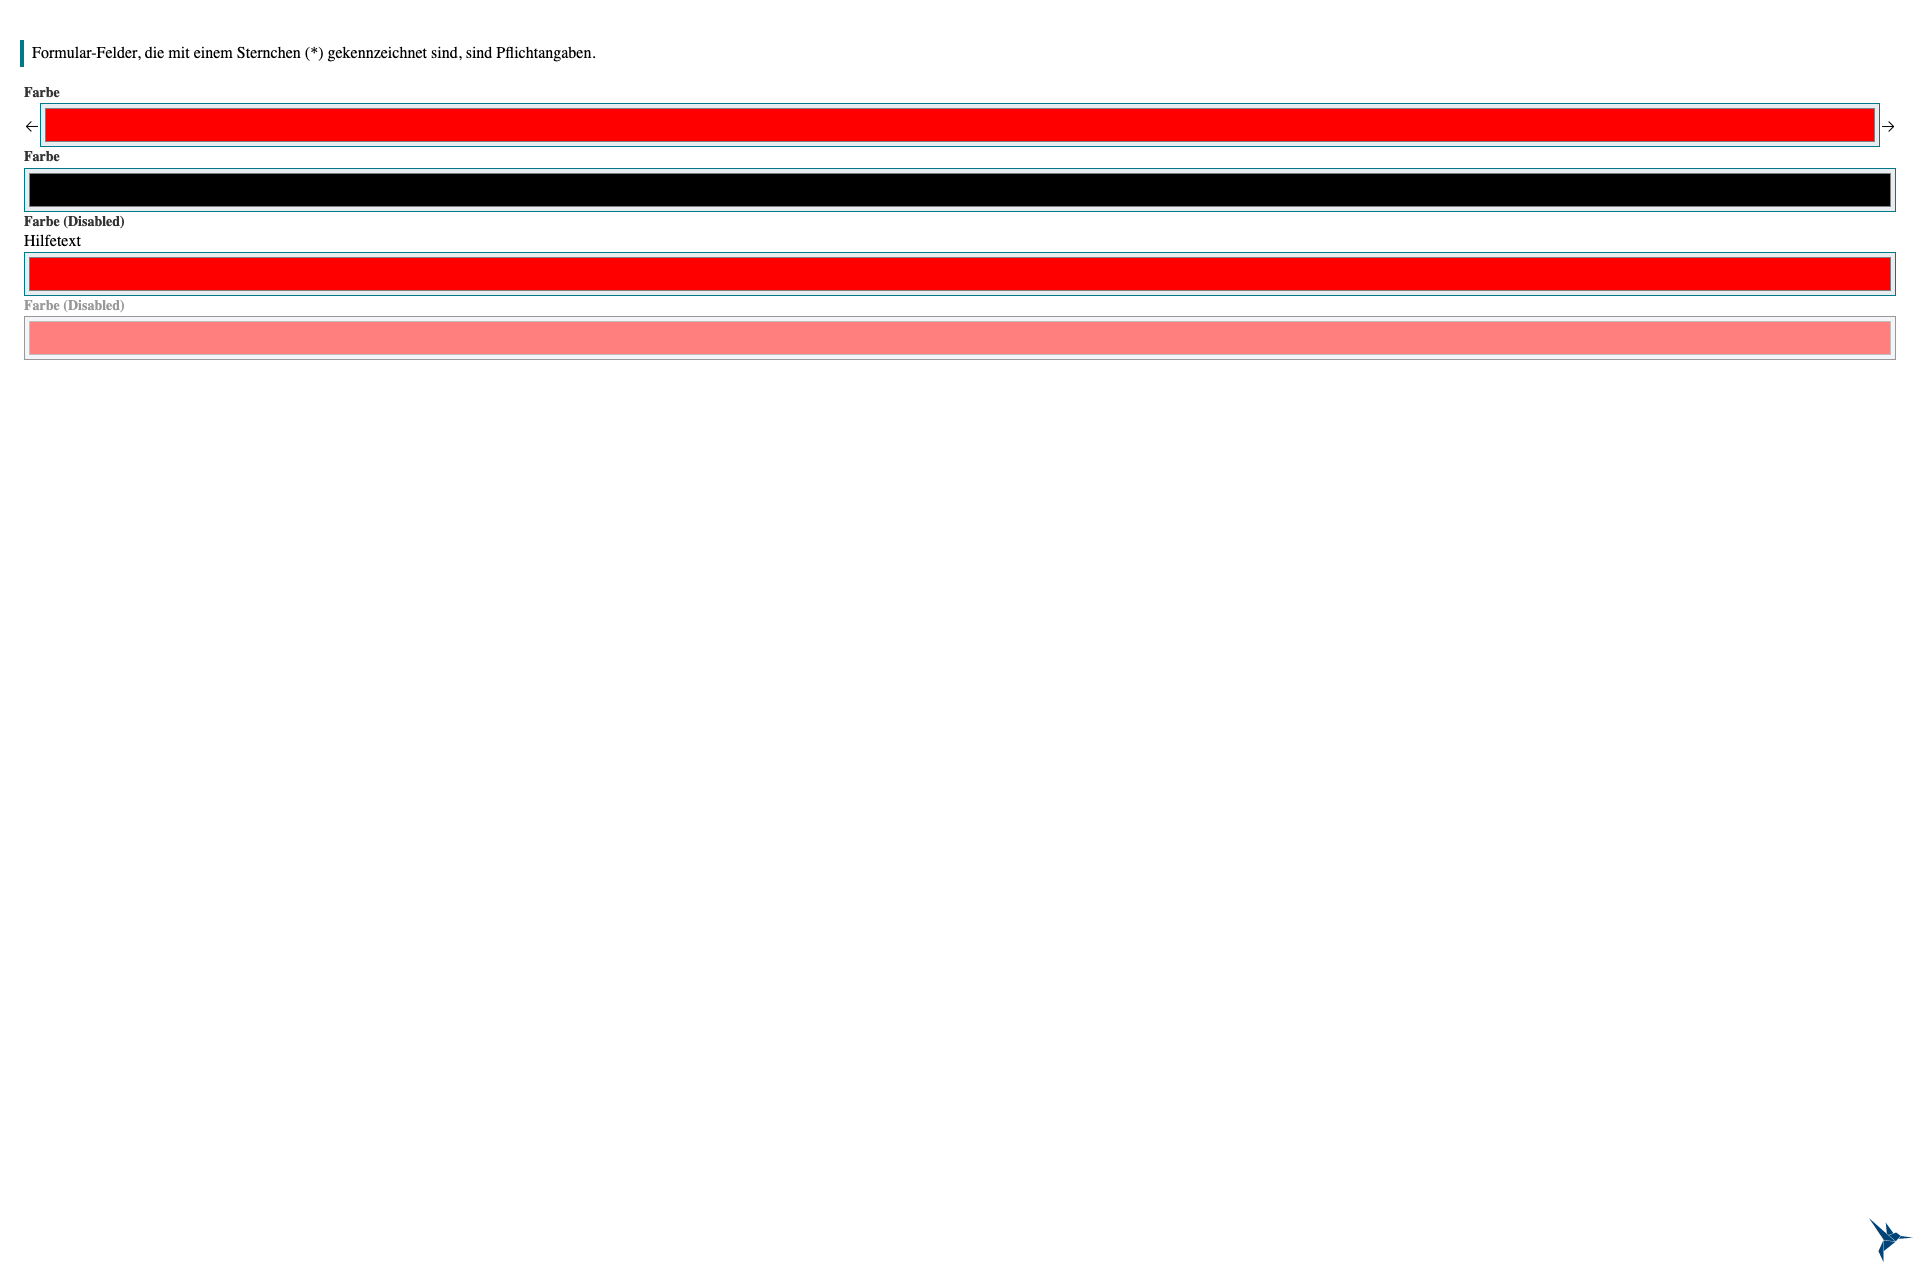 Formular-Felder, die mit einem Sternchen (*) gekennzeichnet sind, sind Pflichtangaben.
Farbe
Farbe
Farbe (Disabled)
Hilfetext
Farbe (Disabled)